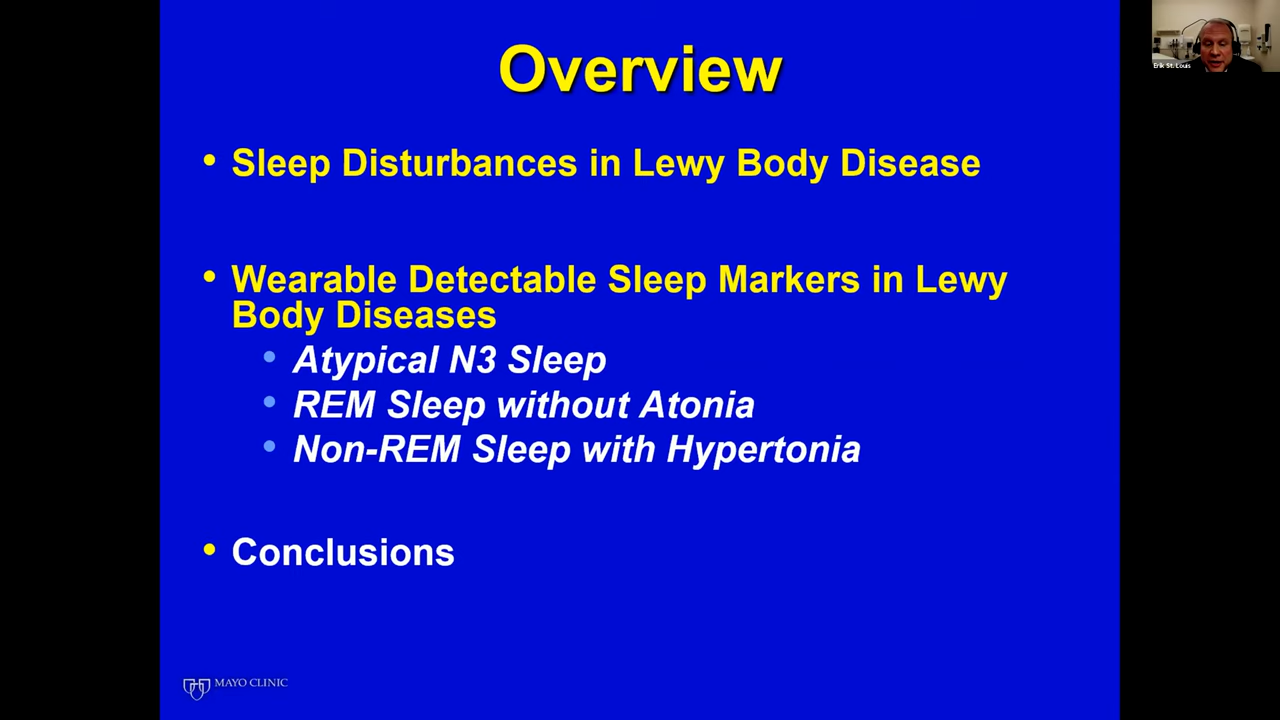 Overview
Erik St. Louis
• Sleep Disturbances in Lewy Body Disease
• Wearable Detectable Sleep Markers in Lewy
Body Diseases
• Atypical N3 Sleep
• REM Sleep without Atonia
• Non-REM Sleep with Hypertonia
• Conclusions
MAYO CLINIC